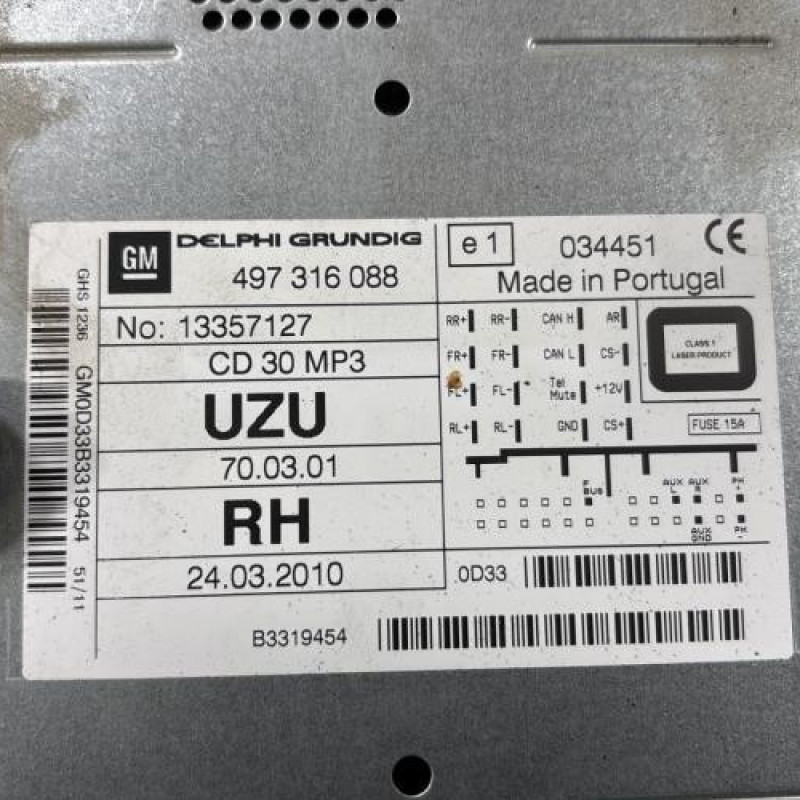 GM
DELPHI GRUNDIG
497 316 088
No: 13357127
CD 30 MP3
UZU
70.03.01
RH
24.03.2010
B3319454
e1 034451 CE
Made in Portugal
RR+ RR- CAN H AR
FR+ FR- CAN L CS-
FL+ FL- Tel Mute +12V
RL+ RL- GND CS+
CLASS 1
LASER PRODUCT
FUSE 15A
F BUS
AUX L
AUX R
PH +
AUX GND
PH -
0D33
GHS 1236
GM0D33B3319454
51/11